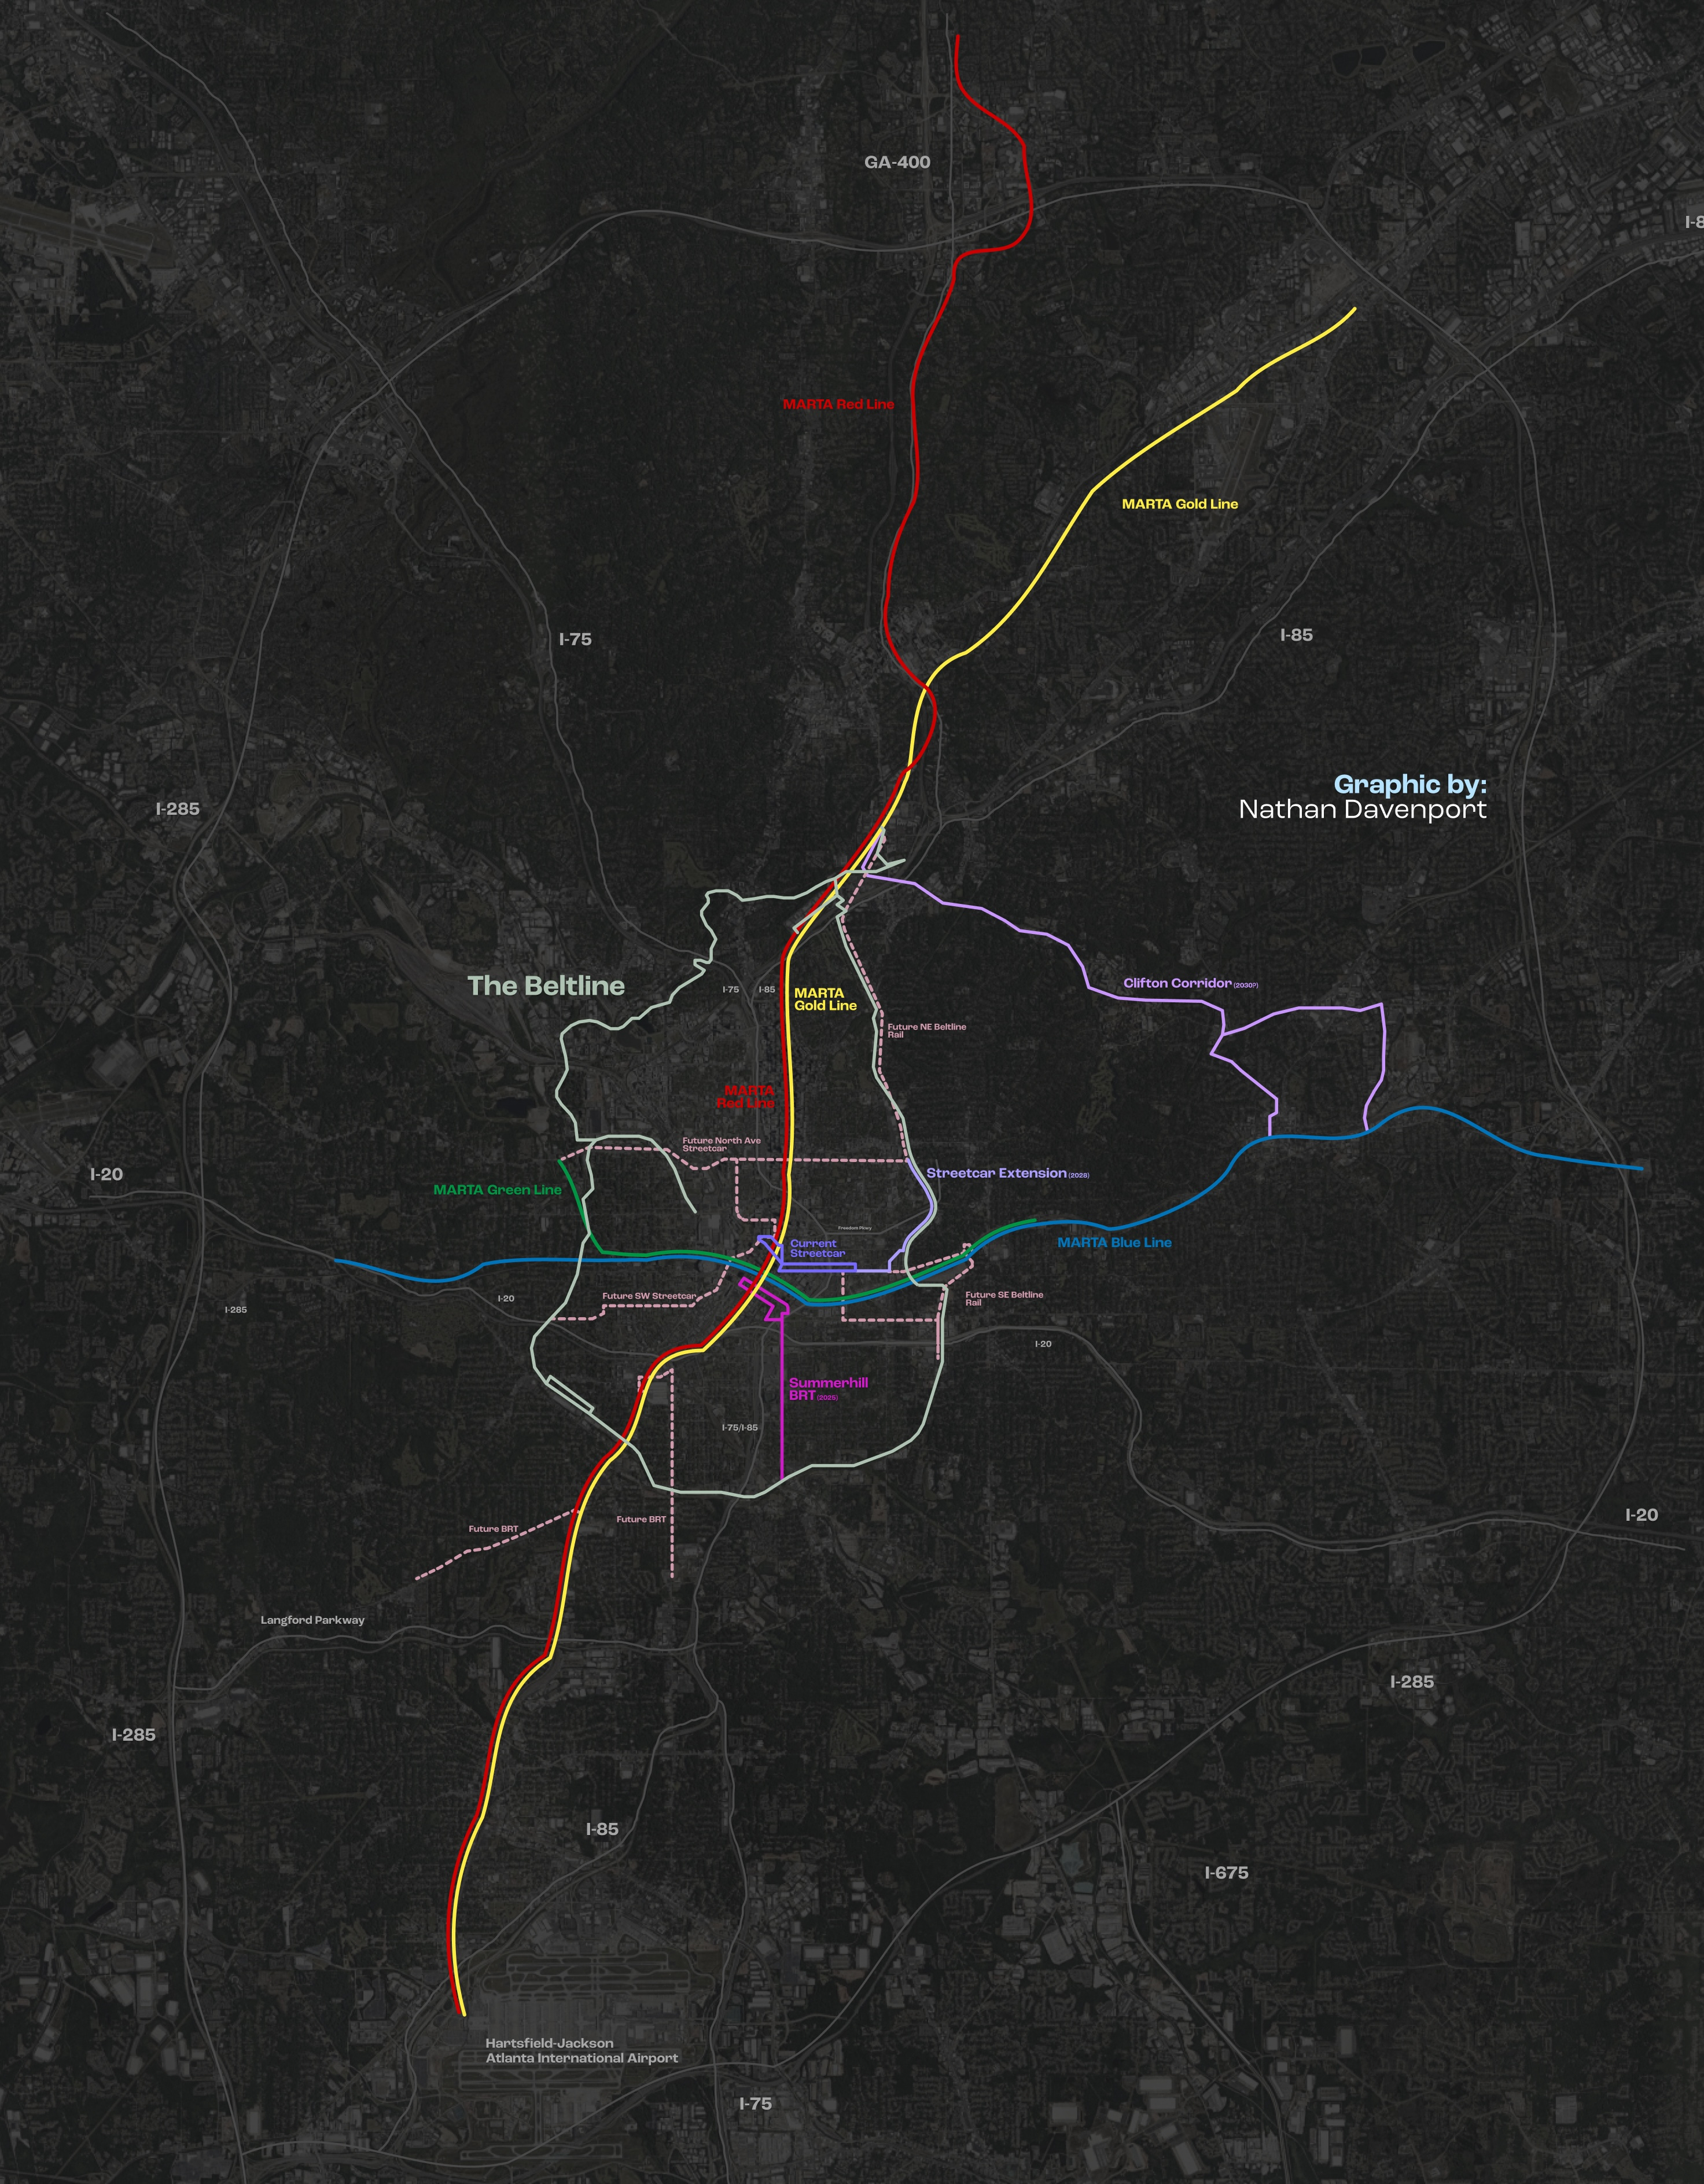 GA-400
I-8
MARTA Red Line
MARTA Gold Line
I-75
I-85
Graphic by:
Nathan Davenport
I-285
The Beltline
Clifton Corridor (2030?)
I-75
I-85
MARTA
Gold Line
Future NE Beltline
Rail
MARTA
Red Line
Future North Ave
Streetcar
I-20
Streetcar Extension (2028)
MARTA Green Line
Freedom Pkwy
Current
Streetcar
MARTA Blue Line
Future SW Streetcar
Future SE Beltline
Rail
I-20
I-285
I-20
Summerhill
BRT (2025)
I-75/I-85
Future BRT
Future BRT
I-20
Langford Parkway
I-285
I-285
I-85
I-675
Hartsfield-Jackson
Atlanta International Airport
I-75